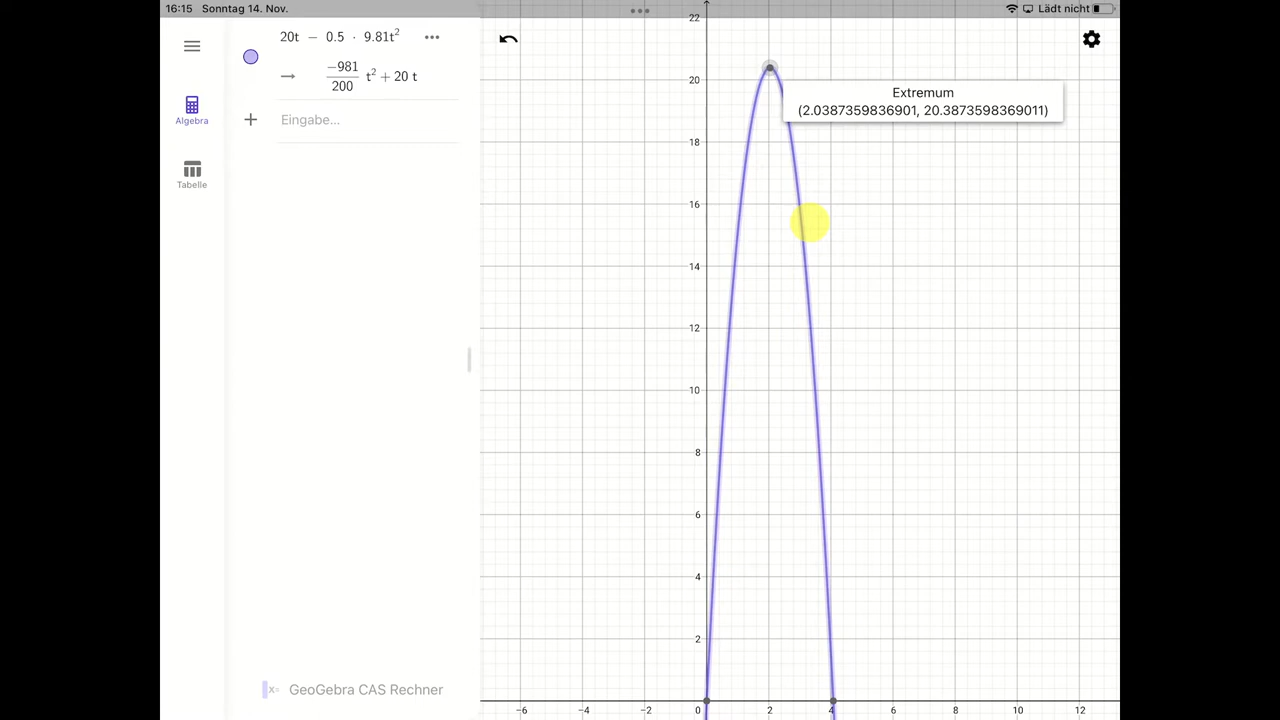 16:15 Sonntag 14. Nov.
Lädt nicht
20t − 0.5 · 9.81t²
→ −981/200 t² + 20 t
Algebra
+ Eingabe...
Tabelle
GeoGebra CAS Rechner
Extremum
(2.0387359836901, 20.3873598369011)
22
20
18
16
14
12
10
8
6
4
2
−6 −4 −2 0 2 4 6 8 10 12